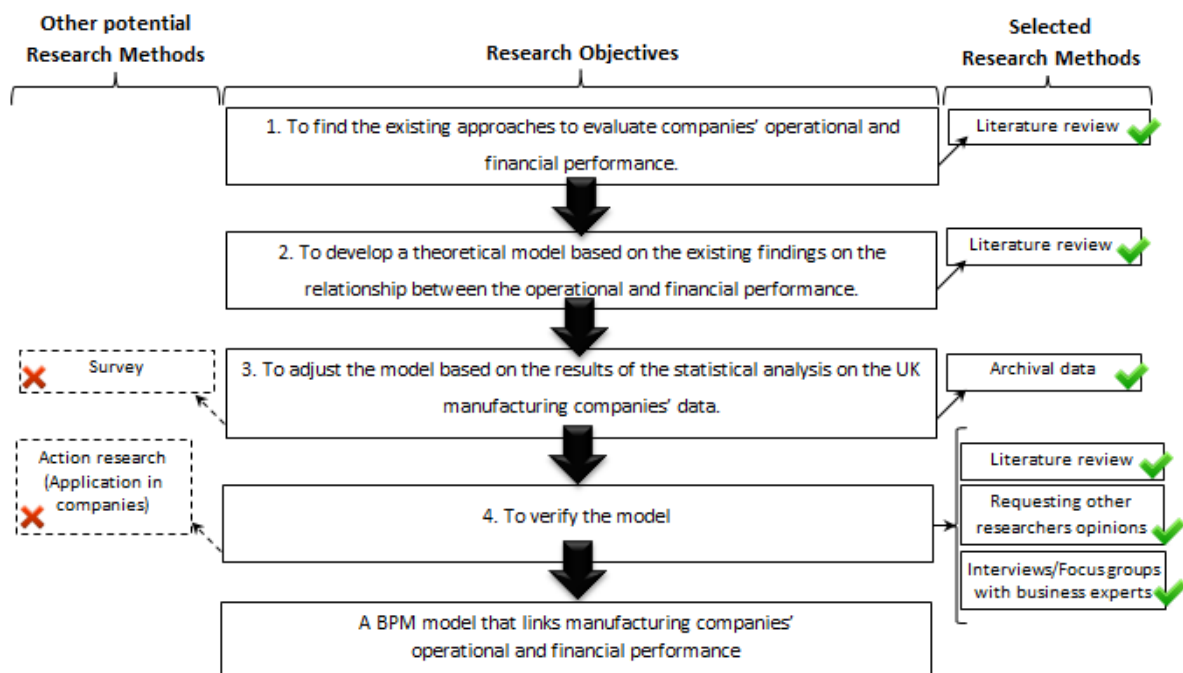 Other potential
Research Methods
Research Objectives
Selected
Research Methods
1. To find the existing approaches to evaluate companies’ operational and
financial performance.
Literature review
2. To develop a theoretical model based on the existing findings on the
relationship between the operational and financial performance.
Literature review
Survey
3. To adjust the model based on the results of the statistical analysis on the UK
manufacturing companies’ data.
Archival data
Action research
(Application in
companies)
4. To verify the model
Literature review
Requesting other
researchers opinions
Interviews/Focus groups
with business experts
A BPM model that links manufacturing companies’
operational and financial performance